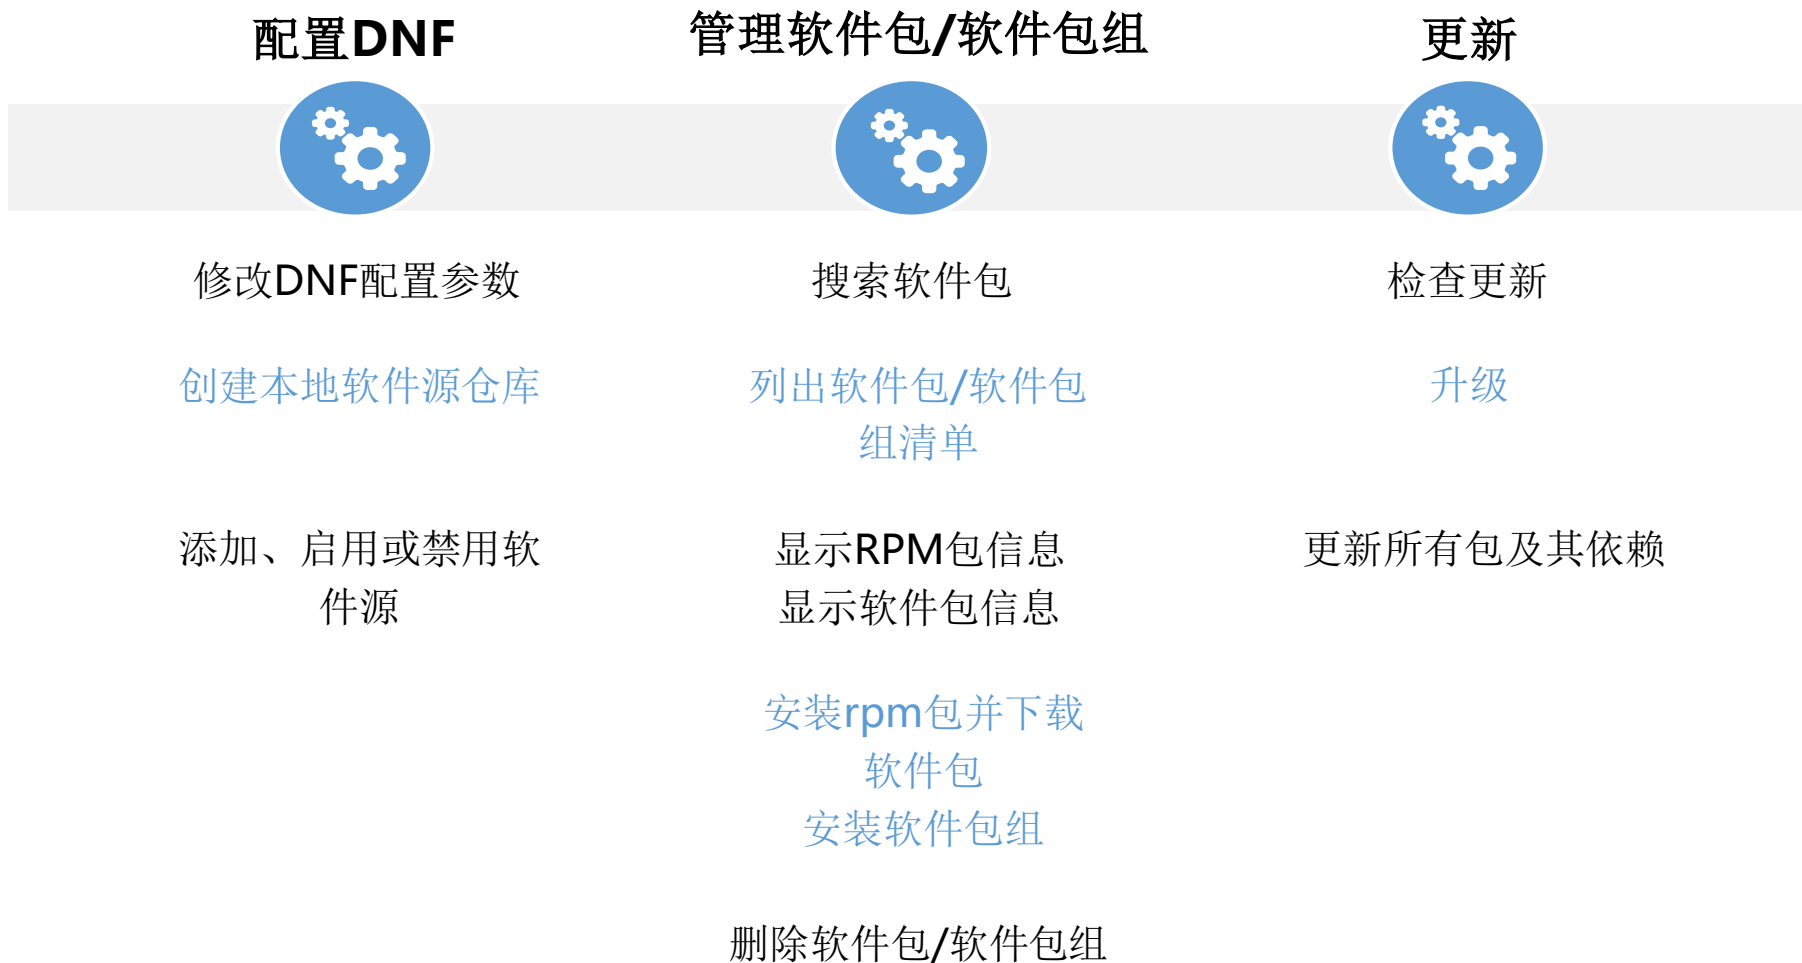 配置DNF
管理软件包/软件包组
更新
修改DNF配置参数
创建本地软件源仓库
添加、启用或禁用软
件源
搜索软件包
列出软件包/软件包
组清单
显示RPM包信息
显示软件包信息
安装rpm包并下载
软件包
安装软件包组
删除软件包/软件包组
检查更新
升级
更新所有包及其依赖